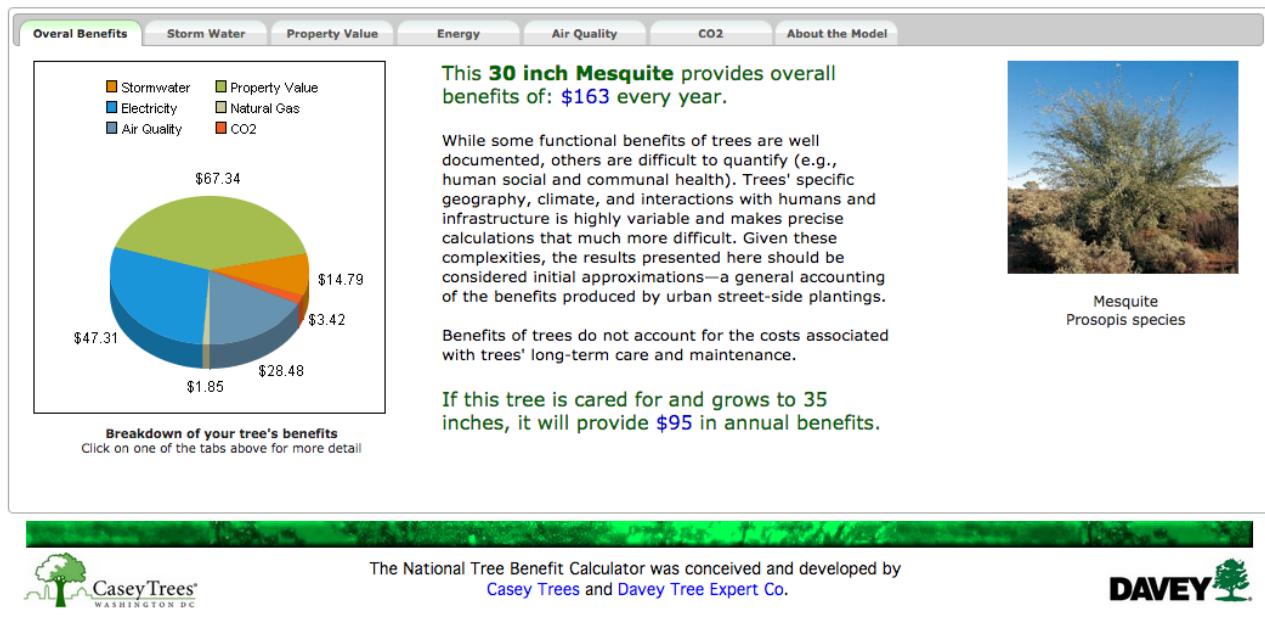 Overal Benefits
Storm Water
Property Value
Energy
Air Quality
CO2
About the Model
Stormwater
Property Value
Electricity
Natural Gas
Air Quality
CO2
$67.34
$14.79
$3.42
$47.31
$28.48
$1.85
Breakdown of your tree's benefits
Click on one of the tabs above for more detail
This 30 inch Mesquite provides overall
benefits of: $163 every year.
While some functional benefits of trees are well
documented, others are difficult to quantify (e.g.,
human social and communal health). Trees' specific
geography, climate, and interactions with humans and
infrastructure is highly variable and makes precise
calculations that much more difficult. Given these
complexities, the results presented here should be
considered initial approximations—a general accounting
of the benefits produced by urban street-side plantings.
Benefits of trees do not account for the costs associated
with trees' long-term care and maintenance.
If this tree is cared for and grows to 35
inches, it will provide $95 in annual benefits.
Mesquite
Prosopis species
Casey Trees
WASHINGTON DC
The National Tree Benefit Calculator was conceived and developed by
Casey Trees and Davey Tree Expert Co.
DAVEY